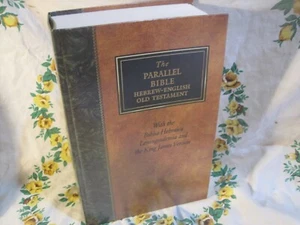 The
PARALLEL
BIBLE
HEBREW-ENGLISH
OLD TESTAMENT
With the
Biblia Hebraica
Leningradensia and
the King James Version